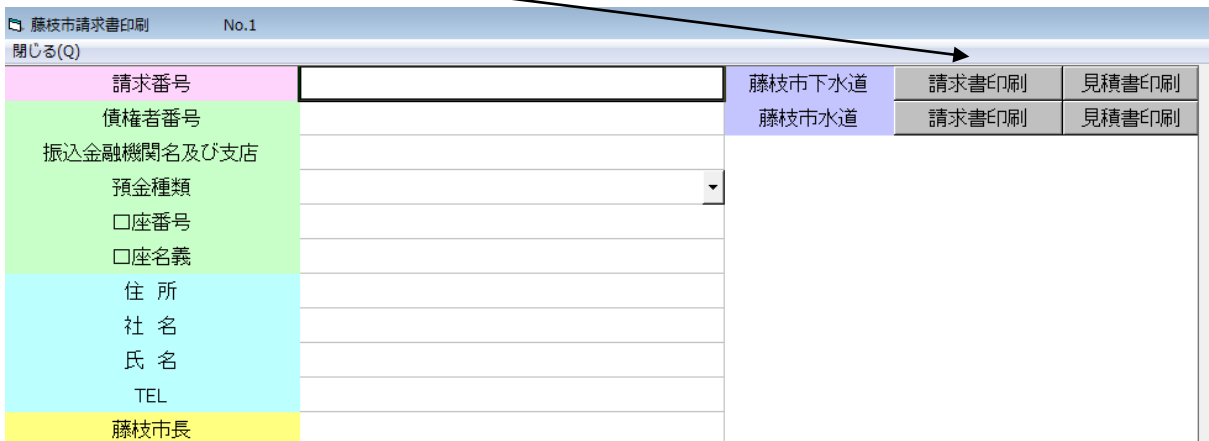 藤枝市請求書印刷 No.1
閉じる(Q)
請求番号 藤枝市下水道 請求書印刷 見積書印刷
債権者番号 藤枝市水道 請求書印刷 見積書印刷
振込金融機関名及び支店
預金種類
口座番号
口座名義
住 所
社 名
氏 名
TEL
藤枝市長